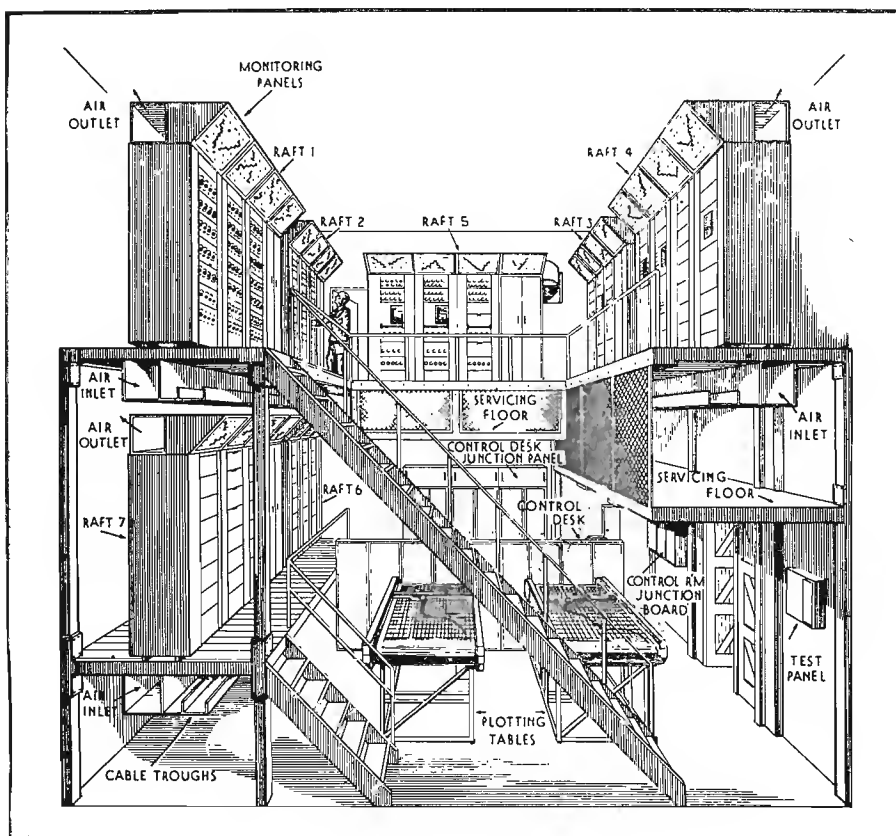 MONITORING
PANELS
AIR
OUTLET
AIR
OUTLET
RAFT 1
RAFT 4
RAFT 2
RAFT 5
RAFT 3
AIR
INLET
AIR
OUTLET
SERVICING
FLOOR
AIR
INLET
CONTROL DESK
JUNCTION PANEL
SERVICING
FLOOR
RAFT 6
RAFT 7
CONTROL
DESK
CONTROL RM
JUNCTION
BOARD
TEST
PANEL
AIR
INLET
PLOTTING
TABLES
CABLE TROUGHS